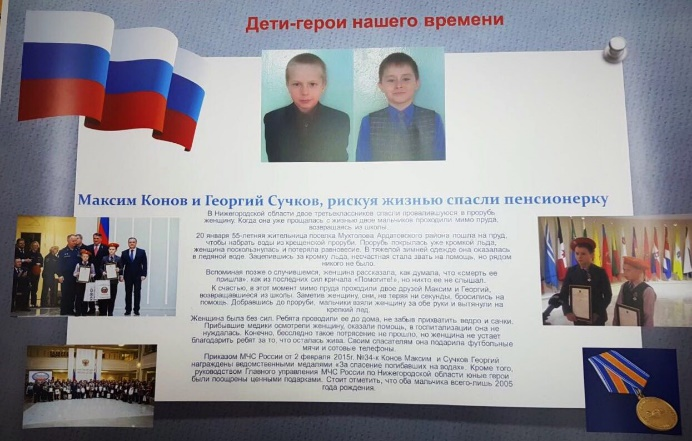 Дети-герои нашего времени
Максим Конов и Георгий Сучков, рискуя жизнью спасли пенсионерку
В Нижегородской области двое третьеклассников спасли провалившуюся в прорубь
женщину. Когда она уже прощалась с жизнью двое мальчиков проходили мимо пруда,
возвращаясь из школы.
20 января 55-летняя жительница поселка Мухтолова Ардатовского района пошла на пруд,
чтобы набрать воды из крещенской проруби. Прорубь покрылась уже кромкой льда,
женщина поскользнулась и потеряла равновесие. В тяжелой зимней одежде она оказалась
в ледяной воде. Зацепившись за кромку льда, несчастная стала звать на помощь, но рядом
никого не было.
Вспоминая позже о случившемся, женщина рассказала, как думала, что «смерть ее
пришла», как из последних сил кричала «Помогите!», но никто ее не слышал.
К счастью, в этот момент мимо пруда проходили двое друзей Максим и Георгий,
возвращающиеся из школы. Заметив женщину, они, не теряя ни секунды, бросились на
помощь. Добравшись до проруби, мальчики взяли женщину за обе руки и вытянули на
крепкий лед.
Женщина была без сил. Ребята проводили ее до дома, не забыв прихватить ведро и санки.
Прибывшие медики осмотрели женщину, оказали помощь, в госпитализации она не
нуждалась. Конечно, бесследно такое потрясение не прошло, но женщина не устает
благодарить ребят за то, что осталась жива. Своим спасателям она подарила футбольные
мячи и сотовые телефоны.
Приказом МЧС России от 2 февраля 2015г. №34-к Конов Максим и Сучков Георгий
награждены ведомственными медалями «За спасение погибавших на водах». Кроме того,
руководством Главного управления МЧС России по Нижегородской области юные герои
были поощрены ценными подарками. Стоит отметить, что оба мальчика всего-лишь 2005
года рождения.